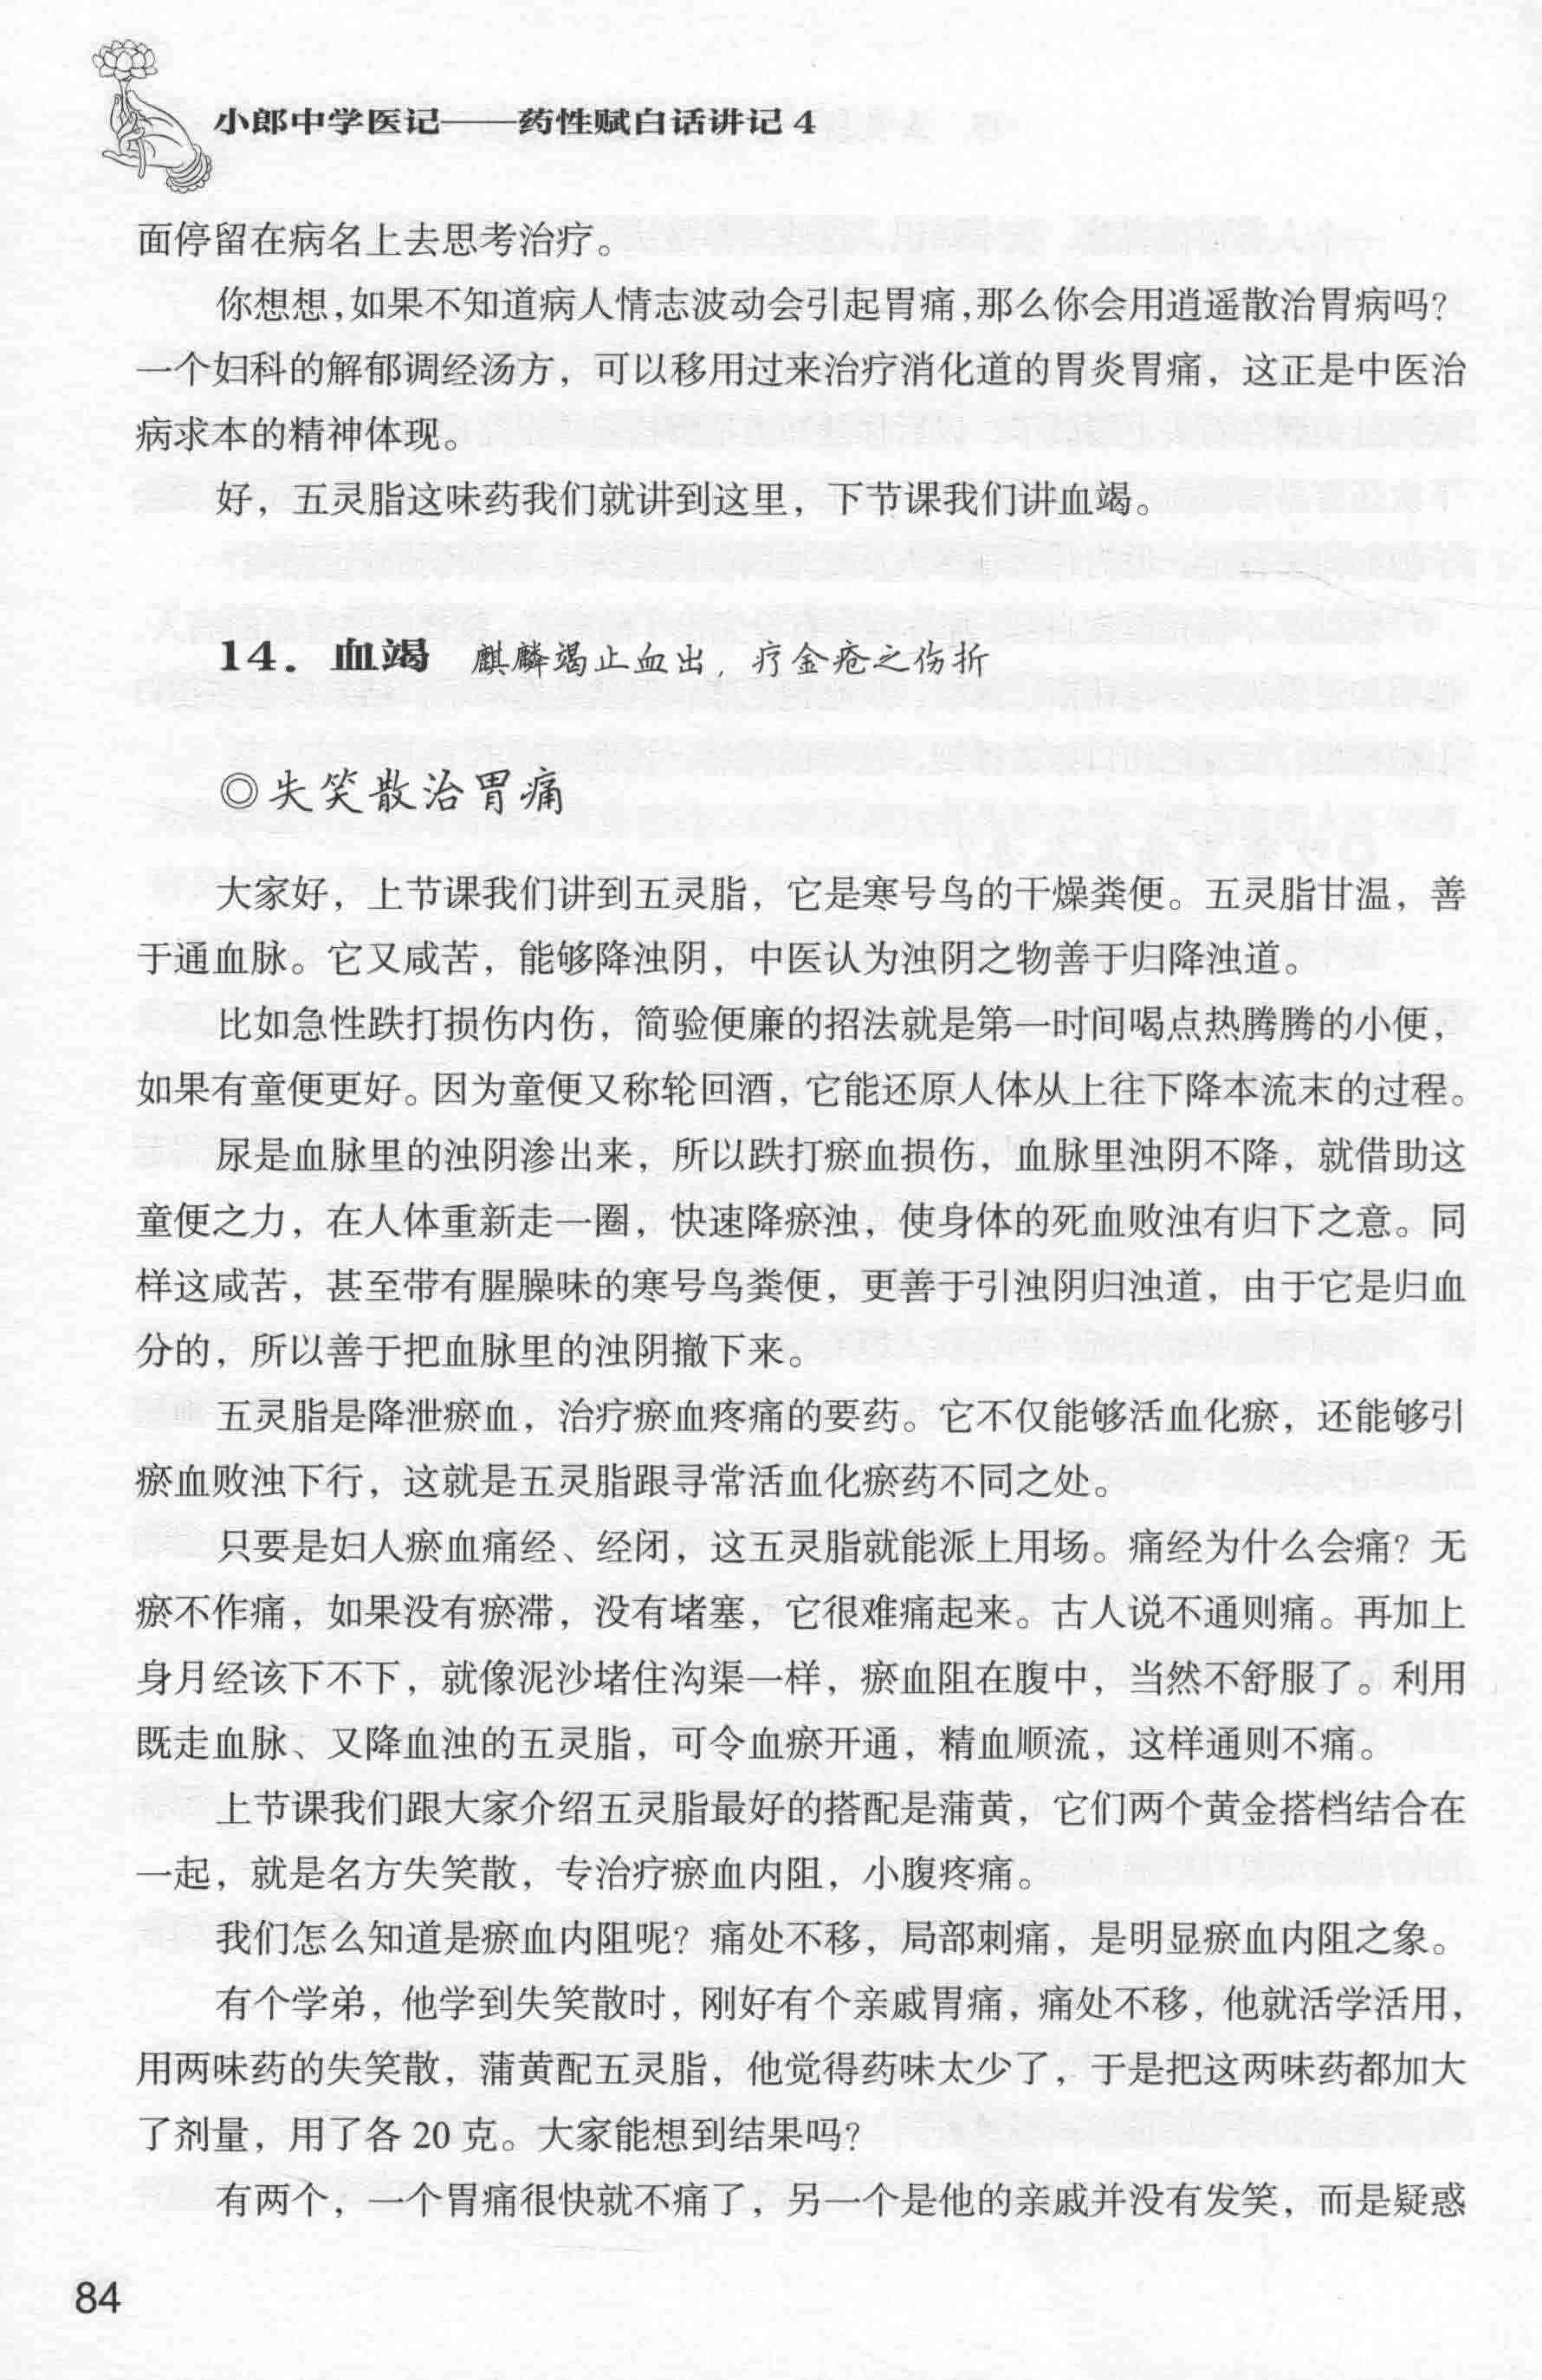 小郎中学医记——药性赋白话讲记 4
面停留在病名上去思考治疗。
你想想,如果不知道病人情志波动会引起胃痛,那么你会用逍遥散治胃病吗？
一个妇科的解郁调经汤方，可以移用过来治疗消化道的胃炎胃痛，这正是中医治
病求本的精神体现。
好，五灵脂这味药我们就讲到这里，下节课我们讲血竭。
14．血竭 麒麟竭止血出，疗金疮之伤折
◎失笑散治胃痛
大家好，上节课我们讲到五灵脂，它是寒号鸟的干燥粪便。五灵脂甘温，善
于通血脉。它又咸苦，能够降浊阴，中医认为浊阴之物善于归降浊道。
比如急性跌打损伤内伤，简验便廉的招法就是第一时间喝点热腾腾的小便，
如果有童便更好。因为童便又称轮回酒，它能还原人体从上往下降本流末的过程。
尿是血脉里的浊阴渗出来，所以跌打瘀血损伤，血脉里浊阴不降，就借助这
童便之力，在人体重新走一圈，快速降瘀浊，使身体的死血败浊有归下之意。同
样这咸苦，甚至带有腥臊味的寒号鸟粪便，更善于引浊阴归浊道，由于它是归血
分的，所以善于把血脉里的浊阴撤下来。
五灵脂是降泄瘀血，治疗瘀血疼痛的要药。它不仅能够活血化瘀，还能够引
瘀血败浊下行，这就是五灵脂跟寻常活血化瘀药不同之处。
只要是妇人瘀血痛经、经闭，这五灵脂就能派上用场。痛经为什么会痛？无
瘀不作痛，如果没有瘀滞，没有堵塞，它很难痛起来。古人说不通则痛。再加上
身月经该下不下，就像泥沙堵住沟渠一样，瘀血阻在腹中，当然不舒服了。利用
既走血脉、又降血浊的五灵脂，可令血瘀开通，精血顺流，这样通则不痛。
上节课我们跟大家介绍五灵脂最好的搭配是蒲黄，它们两个黄金搭档结合在
一起，就是名方失笑散，专治疗瘀血内阻，小腹疼痛。
我们怎么知道是瘀血内阻呢？痛处不移，局部刺痛，是明显瘀血内阻之象。
有个学弟，他学到失笑散时，刚好有个亲戚胃痛，痛处不移，他就活学活用，
用两味药的失笑散，蒲黄配五灵脂，他觉得药味太少了，于是把这两味药都加大
了剂量，用了各 20 克。大家能想到结果吗？
有两个，一个胃痛很快就不痛了，另一个是他的亲戚并没有发笑，而是疑惑
84